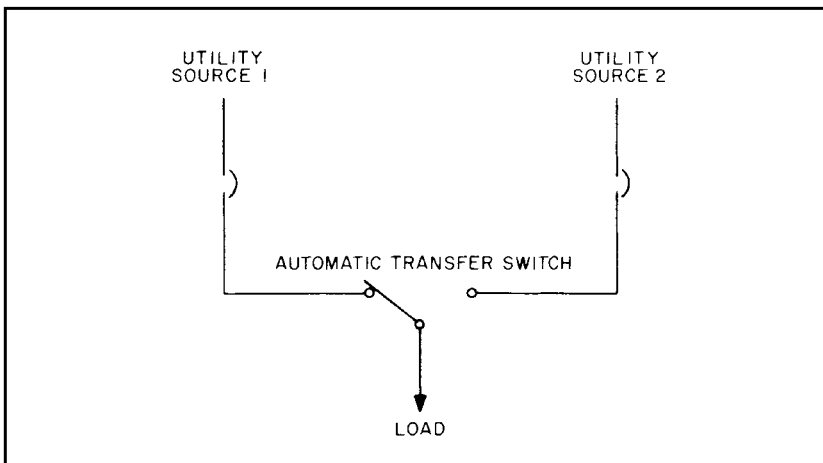 UTILITY
SOURCE 1
UTILITY
SOURCE 2
AUTOMATIC TRANSFER SWITCH
LOAD